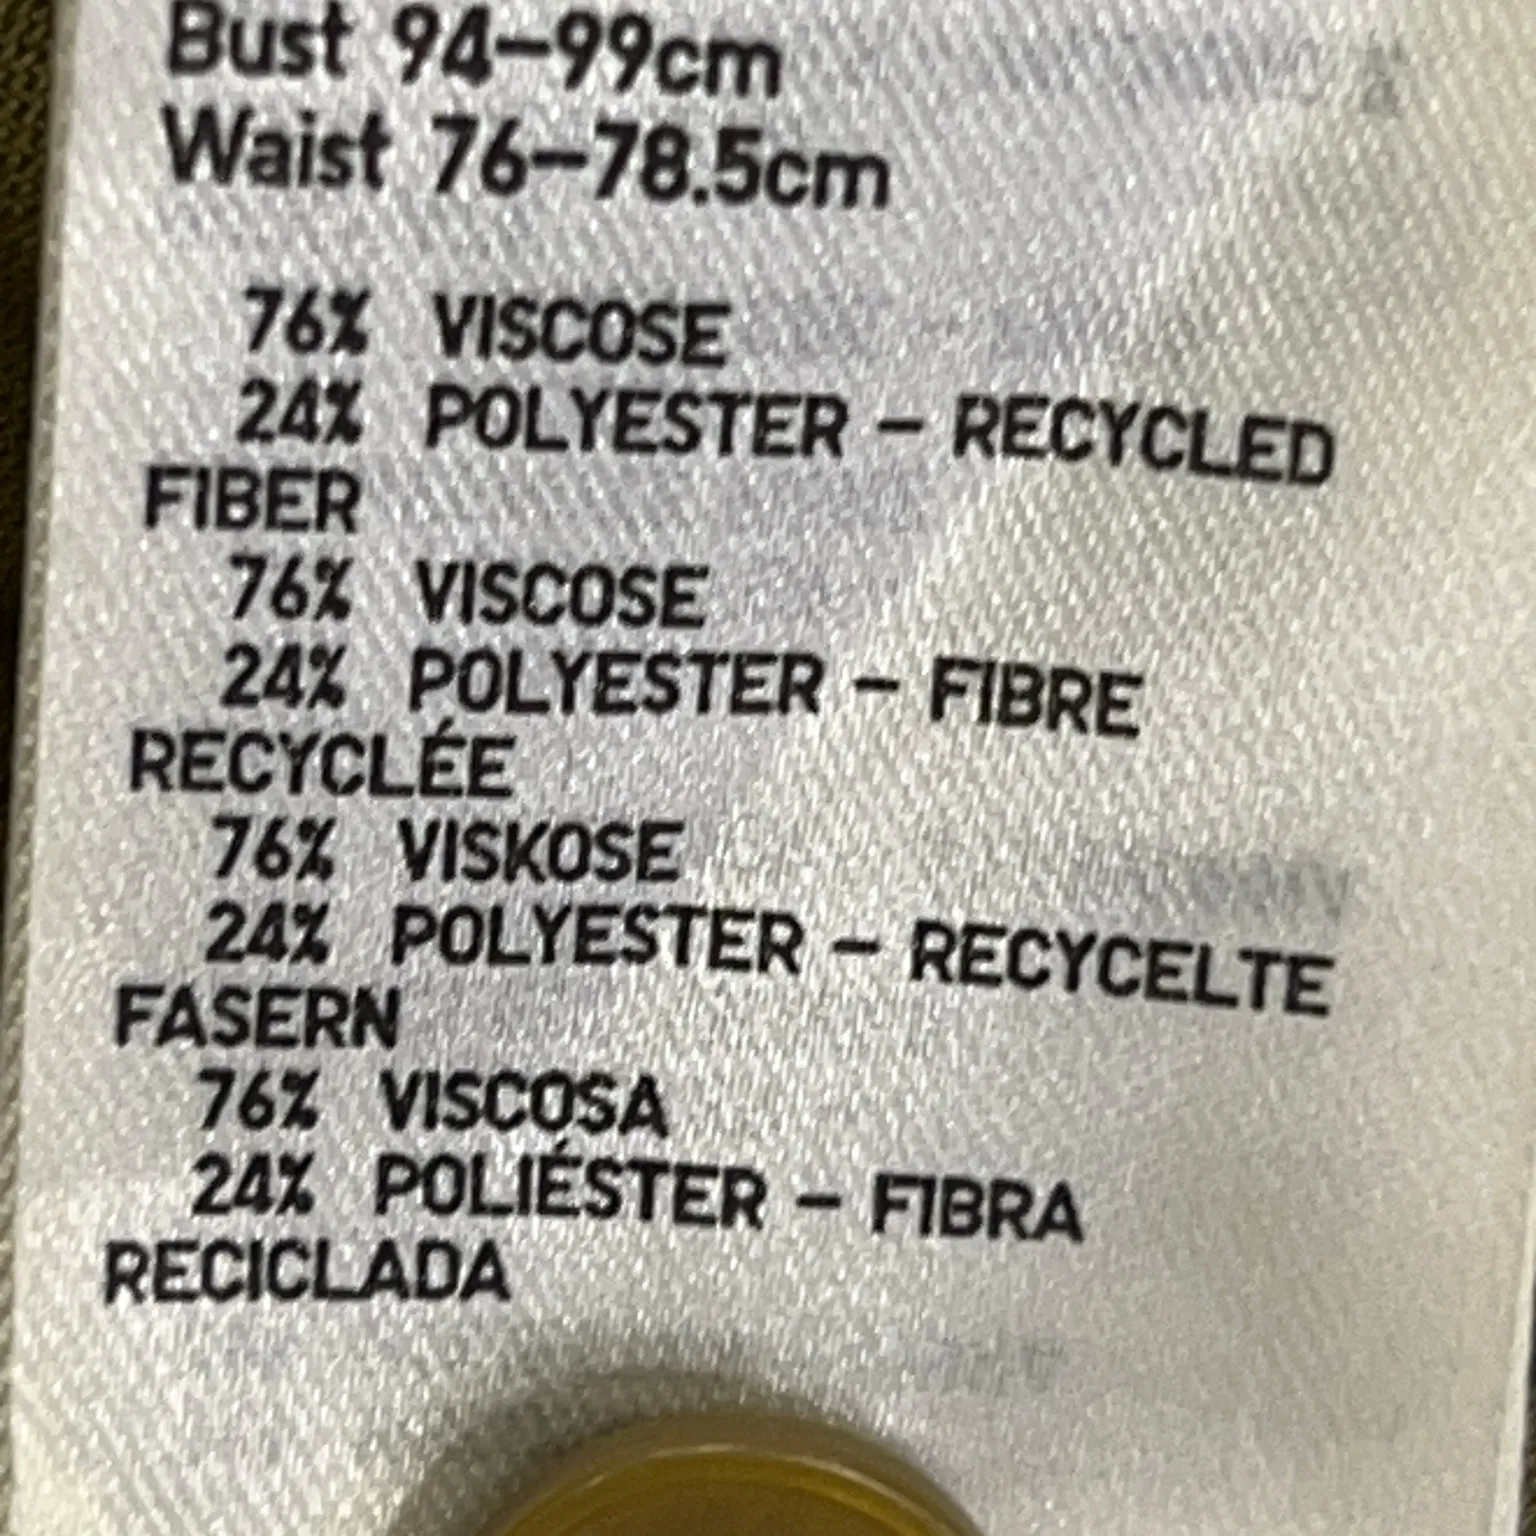 Bust 94–99cm
Waist 76–78.5cm
76% VISCOSE
24% POLYESTER – RECYCLED
FIBER
76% VISCOSE
24% POLYESTER – FIBRE
RECYCLÉE
76% VISKOSE
24% POLYESTER – RECYCELTE
FASERN
76% VISCOSA
24% POLIÉSTER – FIBRA
RECICLADA